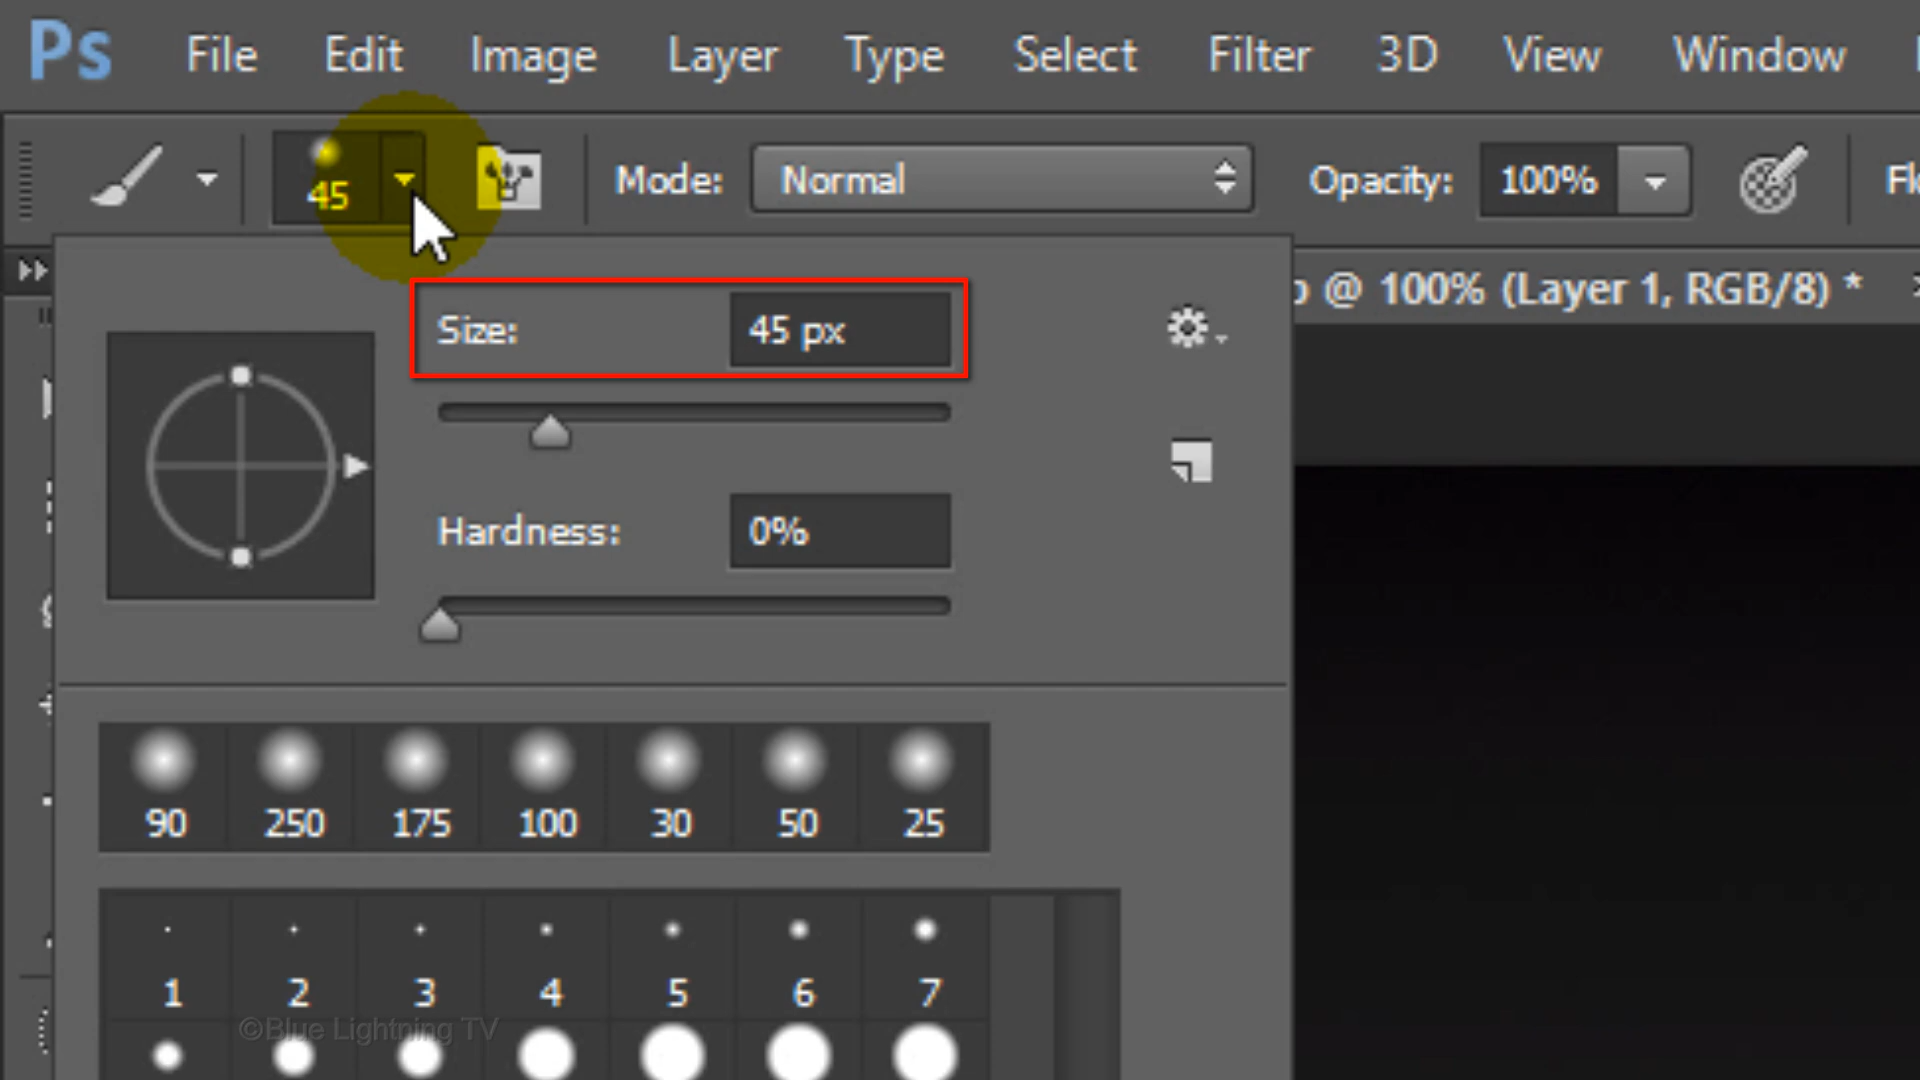 Ps File Edit Image Layer Type Select Filter 3D View Window
45 Mode: Normal Opacity: 100%
@ 100% (Layer 1, RGB/8) *
Size: 45 px
Hardness: 0%
90 250 175 100 30 50 25
1 2 3 4 5 6 7
©Blue Lightning TV